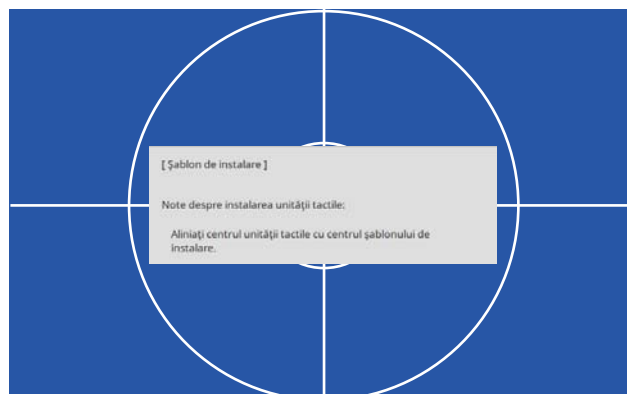 [ Şablon de instalare ]
Note despre instalarea unităţii tactile:
Aliniaţi centrul unităţii tactile cu centrul şablonului de
instalare.